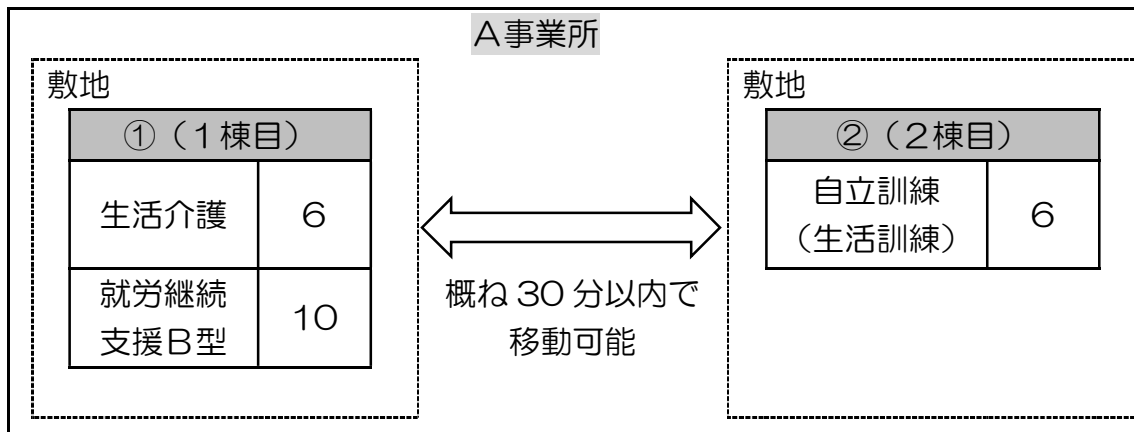 A事業所
敷地
①（1棟目）
生活介護
6
就労継続
支援B型
10
概ね30分以内で
移動可能
敷地
②（2棟目）
自立訓練
（生活訓練）
6